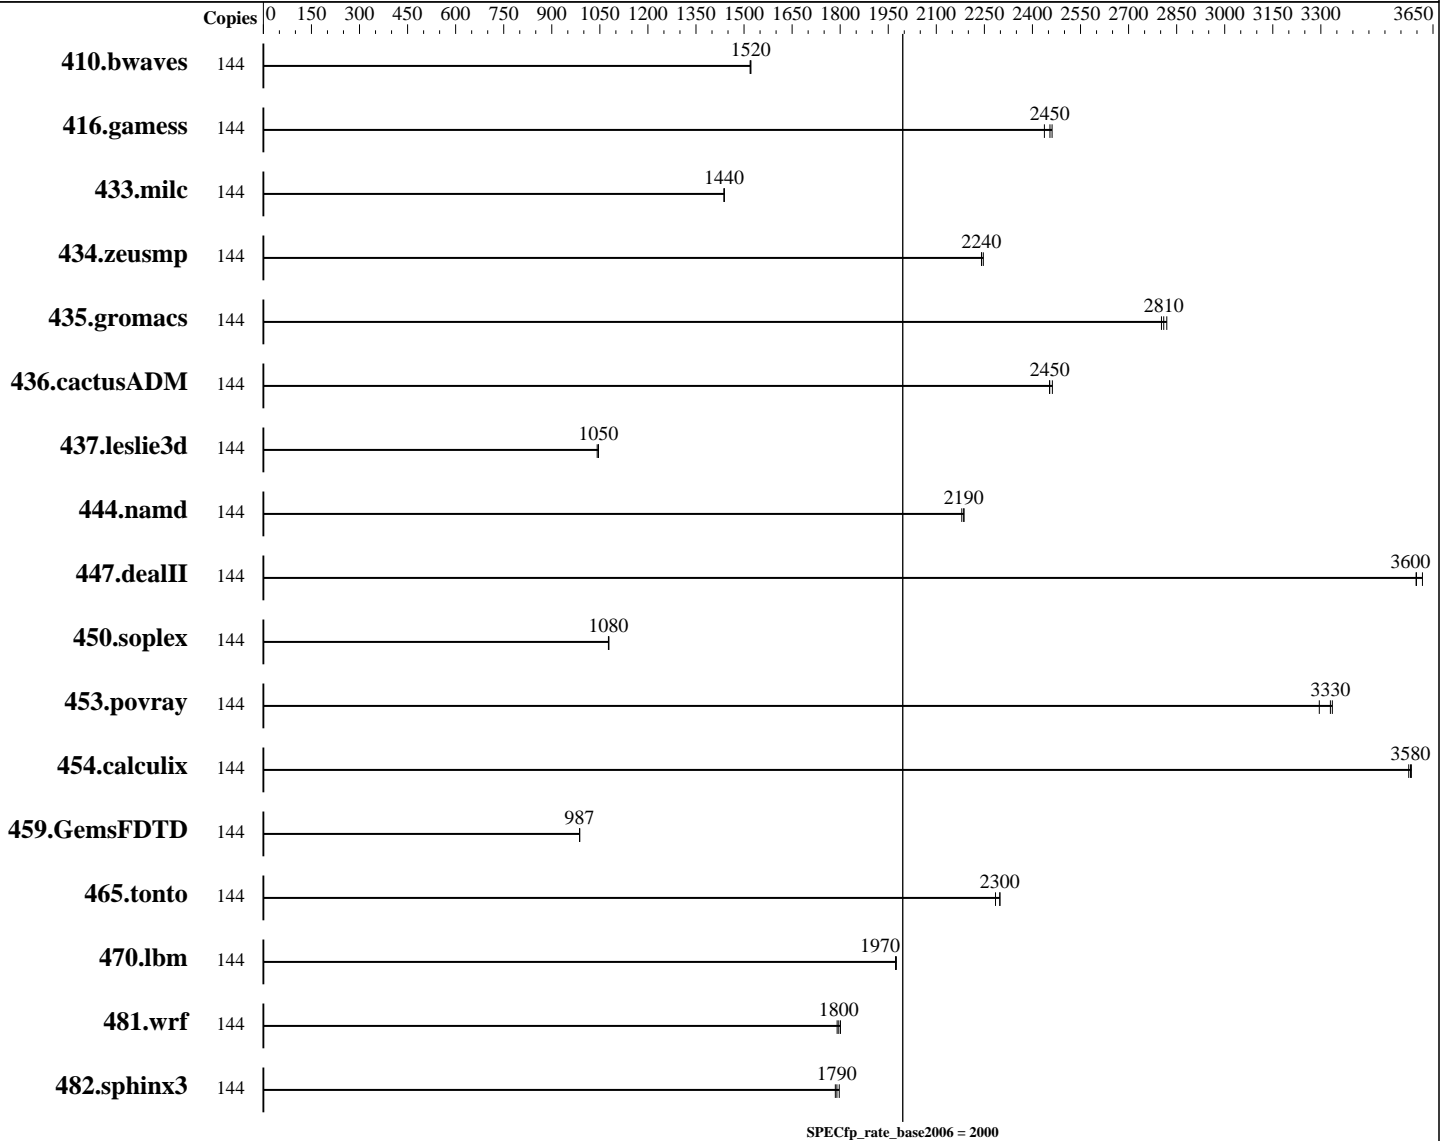 Copies 0 150 300 450 600 750 900 1050 1200 1350 1500 1650 1800 1950 2100 2250 2400 2550 2700 2850 3000 3150 3300 3650
1520
410.bwaves 144
2450
416.gamess 144
1440
433.milc 144
2240
434.zeusmp 144
2810
435.gromacs 144
2450
436.cactusADM 144
1050
437.leslie3d 144
2190
444.namd 144
3600
447.dealII 144
1080
450.soplex 144
3330
453.povray 144
3580
454.calculix 144
987
459.GemsFDTD 144
2300
465.tonto 144
1970
470.lbm 144
1800
481.wrf 144
1790
482.sphinx3 144
SPECfp_rate_base2006 = 2000